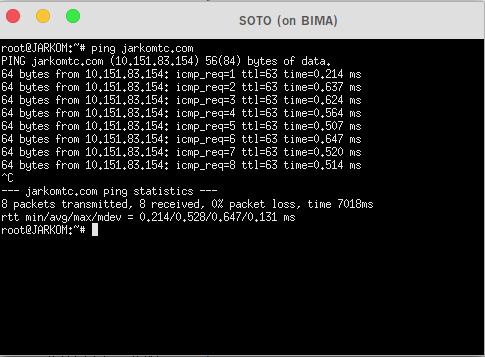 SOTO (on BIMA)
root@JARKOM:~# ping jarkomtc.com
PING jarkomtc.com (10.151.83.154) 56(84) bytes of data.
64 bytes from 10.151.83.154: icmp_req=1 ttl=63 time=0.214 ms
64 bytes from 10.151.83.154: icmp_req=2 ttl=63 time=0.637 ms
64 bytes from 10.151.83.154: icmp_req=3 ttl=63 time=0.624 ms
64 bytes from 10.151.83.154: icmp_req=4 ttl=63 time=0.564 ms
64 bytes from 10.151.83.154: icmp_req=5 ttl=63 time=0.507 ms
64 bytes from 10.151.83.154: icmp_req=6 ttl=63 time=0.647 ms
64 bytes from 10.151.83.154: icmp_req=7 ttl=63 time=0.520 ms
64 bytes from 10.151.83.154: icmp_req=8 ttl=63 time=0.514 ms
^C
--- jarkomtc.com ping statistics ---
8 packets transmitted, 8 received, 0% packet loss, time 7018ms
rtt min/avg/max/mdev = 0.214/0.528/0.647/0.131 ms
root@JARKOM:~#